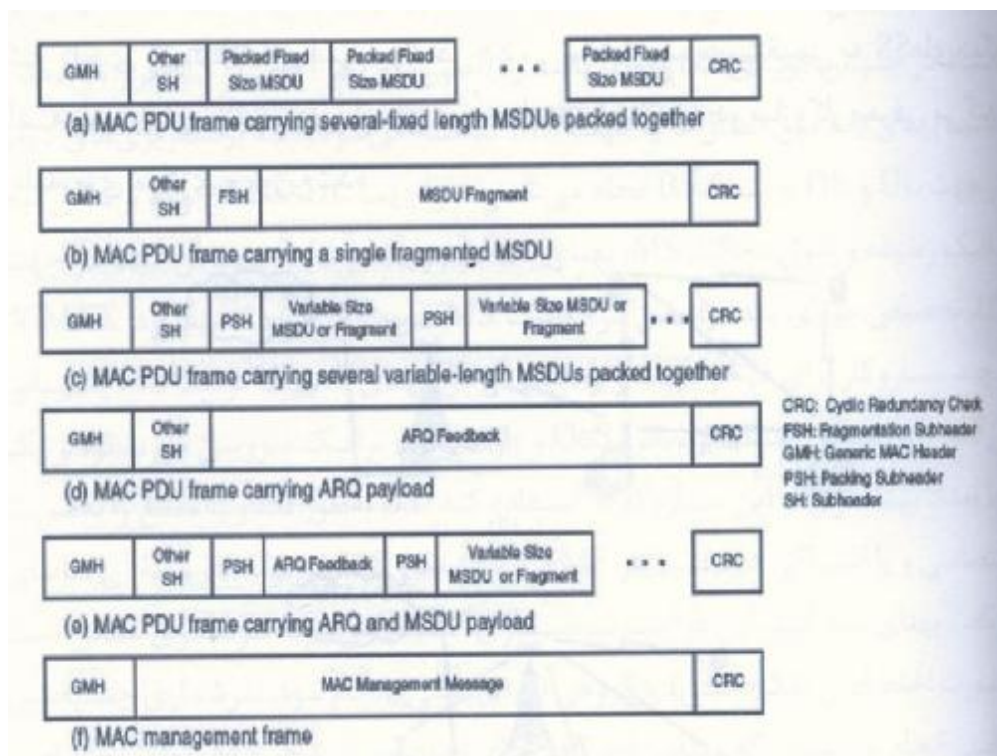 GMH
Other
SH
Packed Fixed
Size MSDU
Packed Fixed
Size MSDU
• • •
Packed Fixed
Size MSDU
CRC
(a) MAC PDU frame carrying several-fixed length MSDUs packed together
GMH
Other
SH
FSH
MSDU Fragment
CRC
(b) MAC PDU frame carrying a single fragmented MSDU
GMH
Other
SH
PSH
Variable Size
MSDU or Fragment
PSH
Variable Size MSDU or
Fragment
• • •
CRC
(c) MAC PDU frame carrying several variable-length MSDUs packed together
GMH
Other
SH
ARQ Feedback
CRC
(d) MAC PDU frame carrying ARQ payload
CRC: Cyclic Redundancy Check
FSH: Fragmentation Subheader
GMH: Generic MAC Header
PSH: Packing Subheader
SH: Subheader
GMH
Other
SH
PSH
ARQ Feedback
PSH
Variable Size
MSDU or Fragment
• • •
CRC
(e) MAC PDU frame carrying ARQ and MSDU payload
GMH
MAC Management Message
CRC
(f) MAC management frame